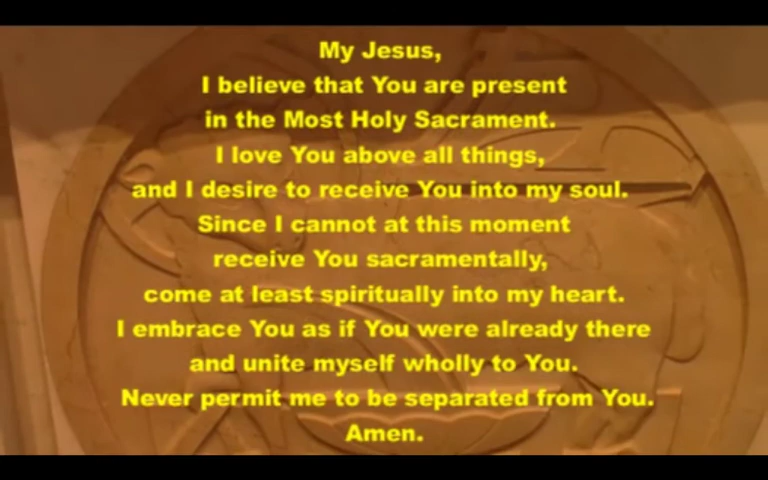 My Jesus,
I believe that You are present
in the Most Holy Sacrament.
I love You above all things,
and I desire to receive You into my soul.
Since I cannot at this moment
receive You sacramentally,
come at least spiritually into my heart.
I embrace You as if You were already there
and unite myself wholly to You.
Never permit me to be separated from You.
Amen.